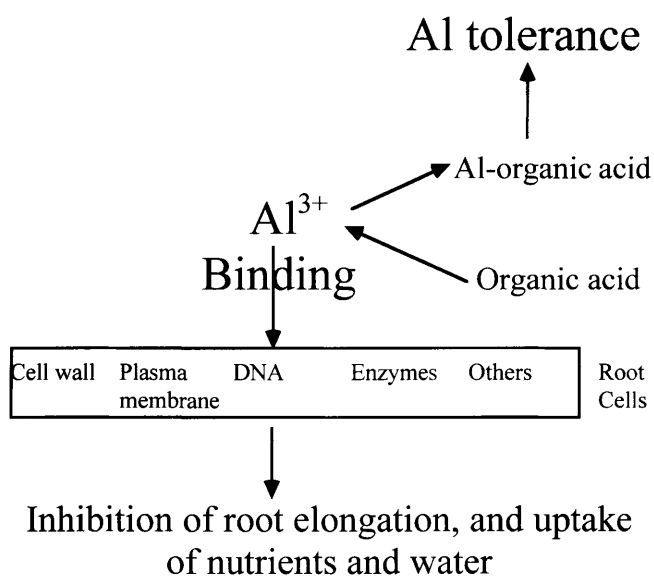 Al tolerance
Al-organic acid
Al3+
Binding
Organic acid
Cell wall Plasma membrane DNA Enzymes Others
Root Cells
Inhibition of root elongation, and uptake
of nutrients and water